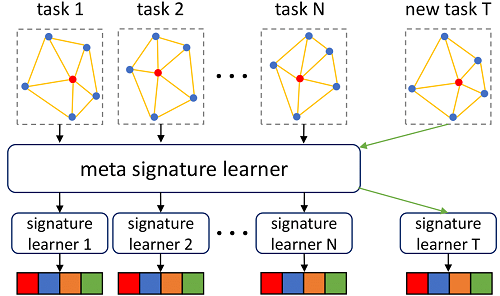 task 1 task 2 task N new task T
meta signature learner
signature signature signature signature
learner 1 learner 2 learner N learner T